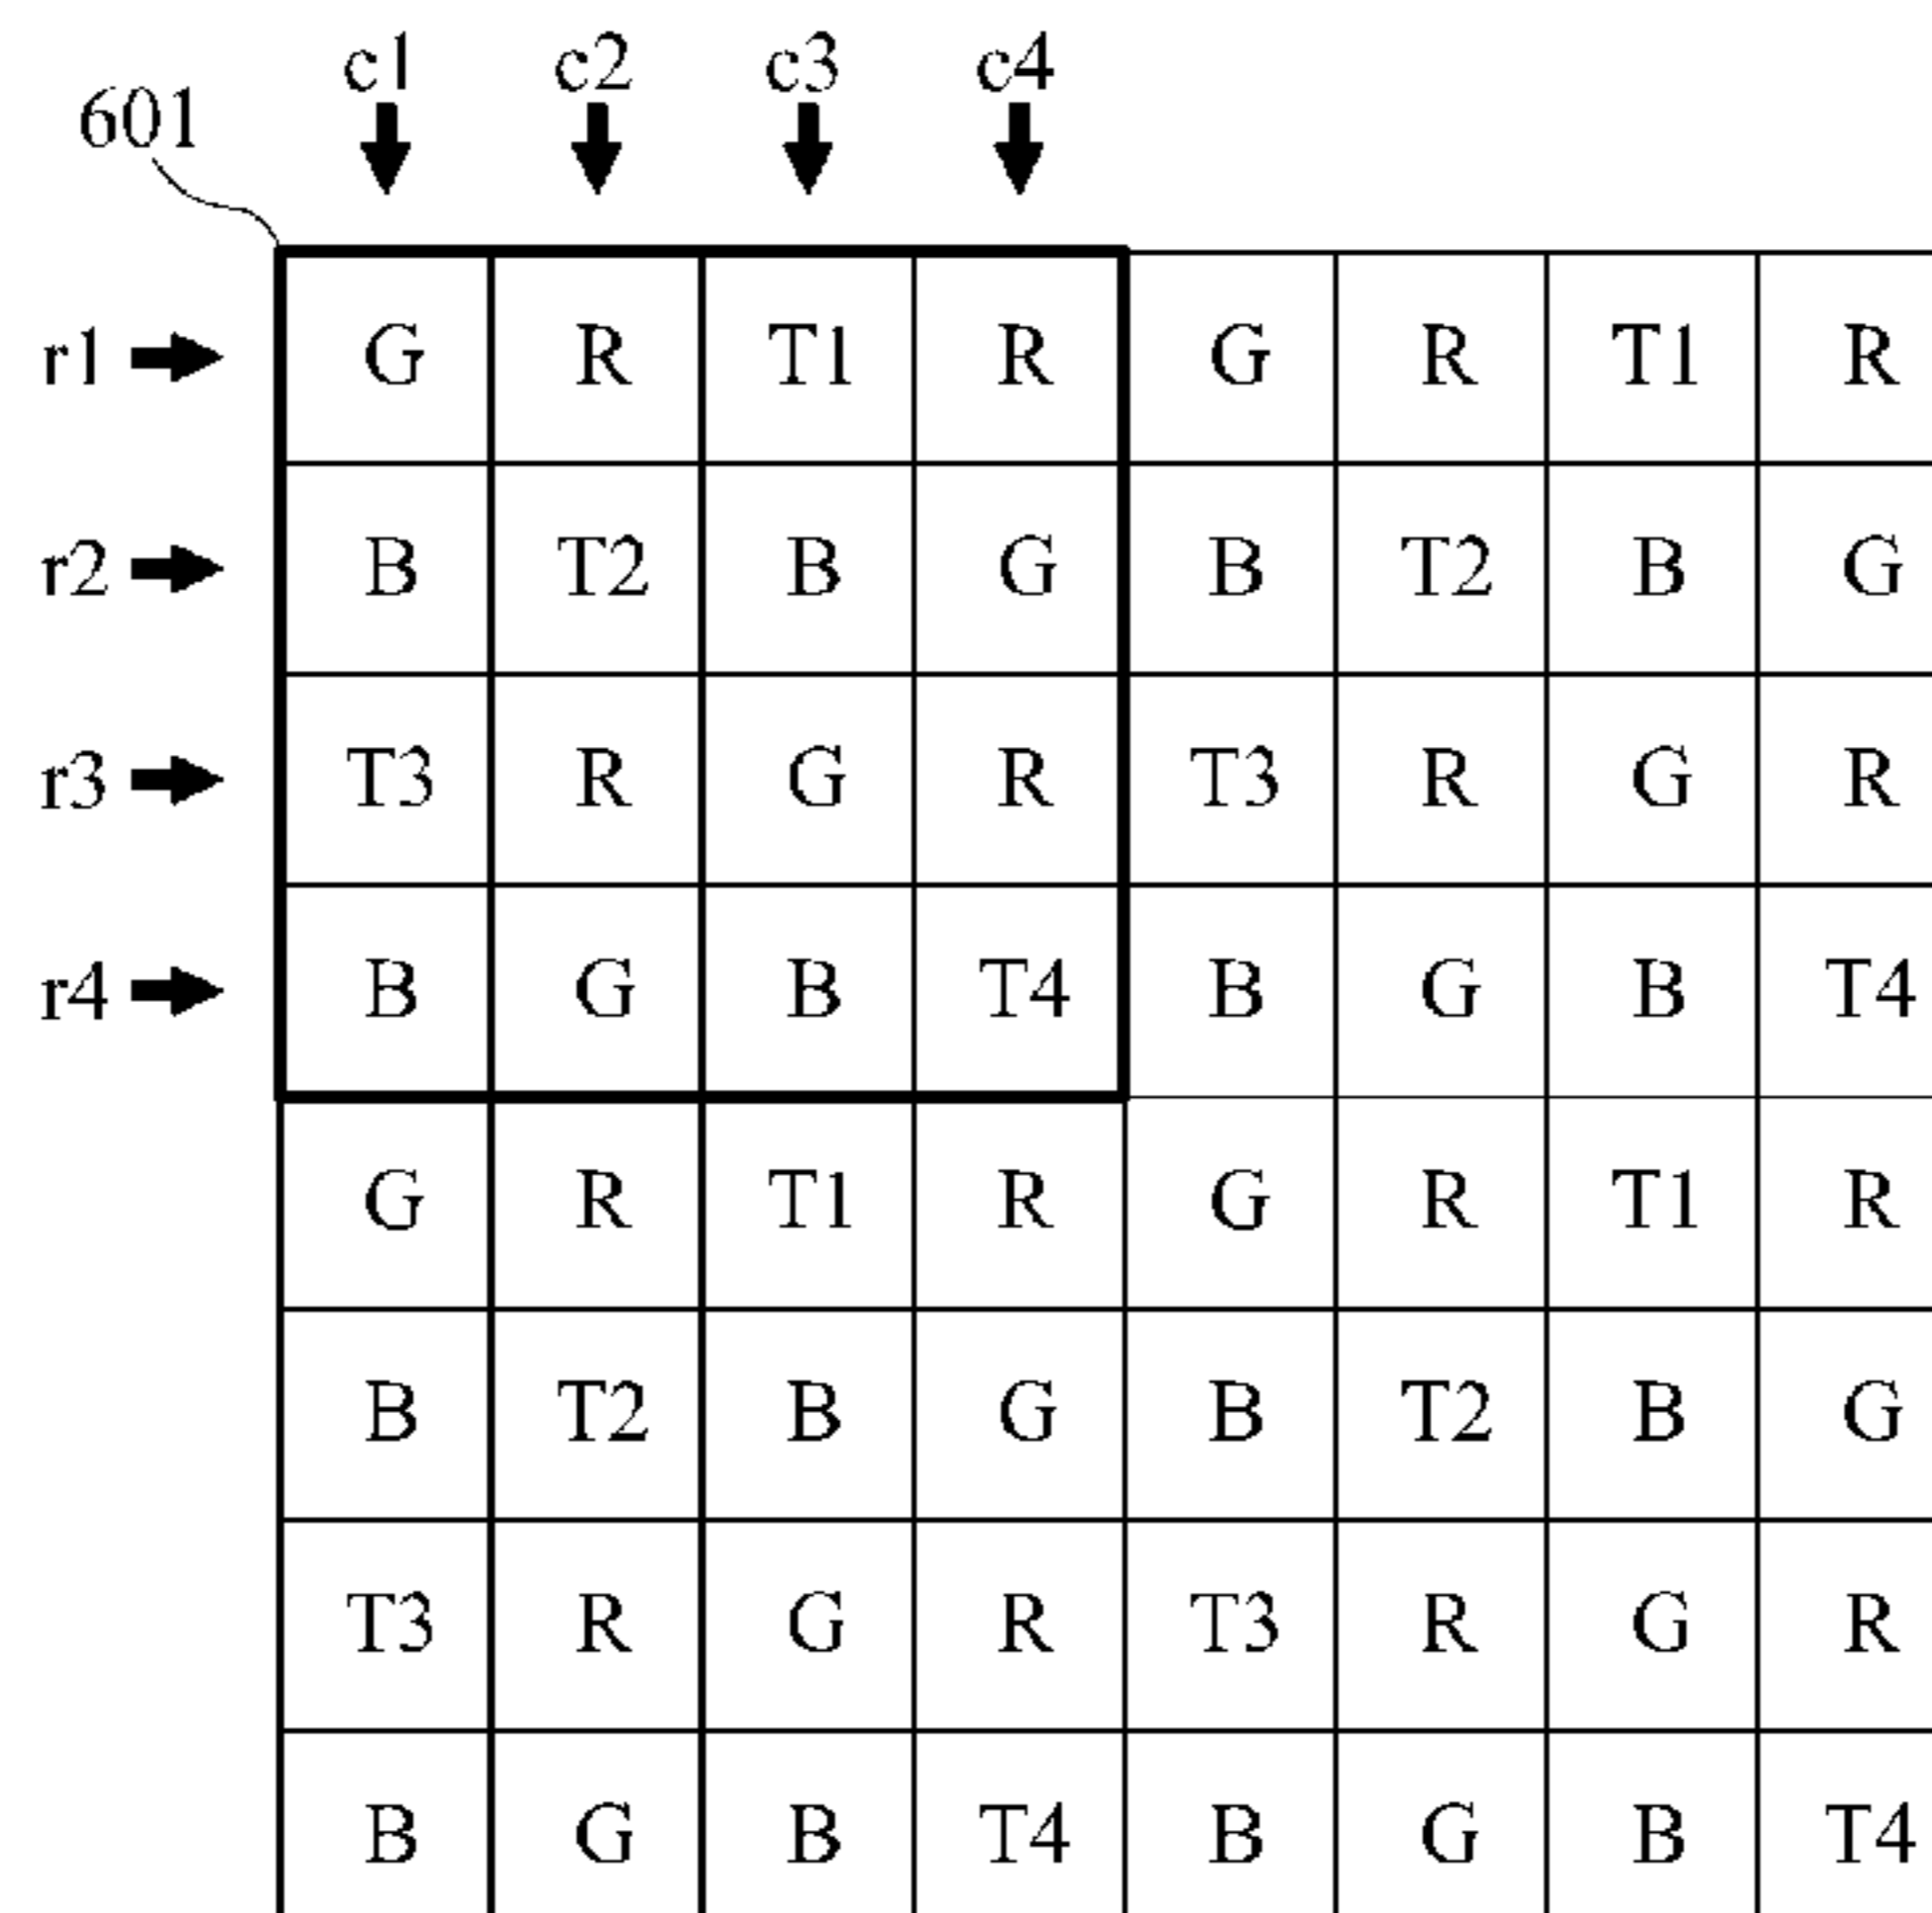 c1 c2 c3 c4
601
r1 G R T1 R G R T1 R
r2 B T2 B G B T2 B G
r3 T3 R G R T3 R G R
r4 B G B T4 B G B T4
G R T1 R G R T1 R
B T2 B G B T2 B G
T3 R G R T3 R G R
B G B T4 B G B T4